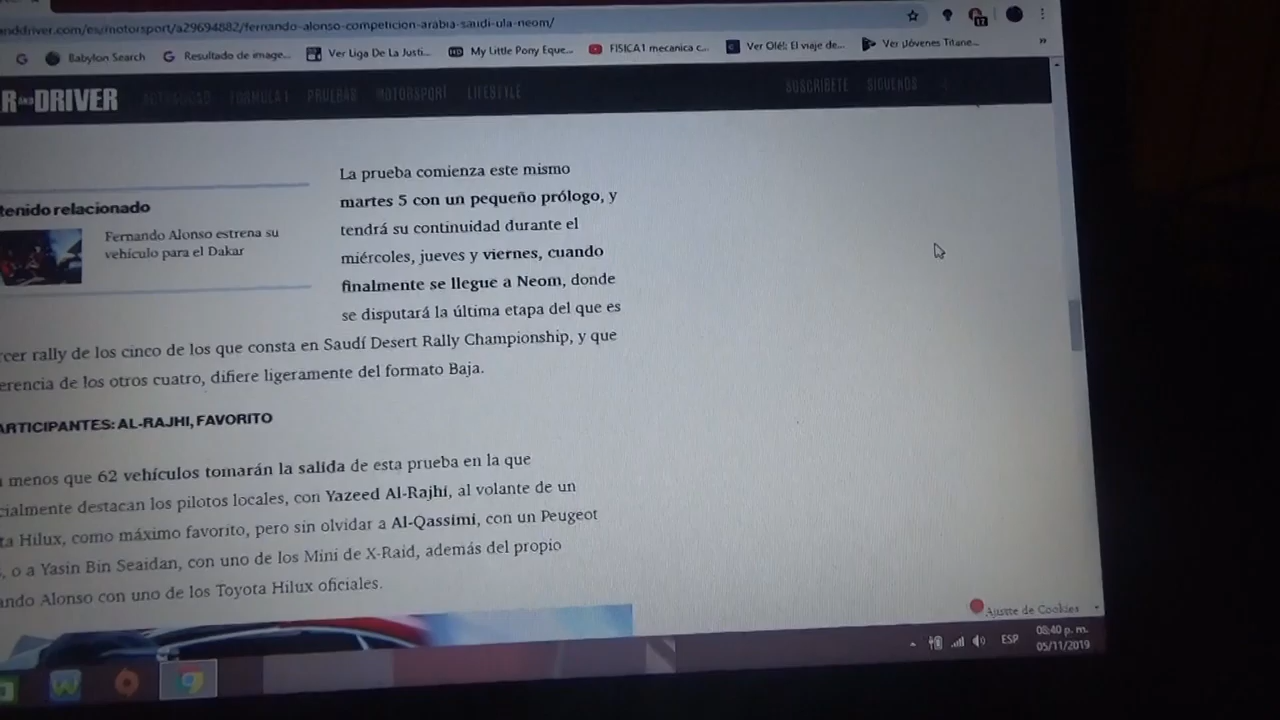 anddriver.com/es/motorsport/a29694882/fernando-alonso-competicion-arabia-saudi-ula-neom/
Babylon Search
Resultado de image...
Ver Liga De La Justi...
My Little Pony Eque...
FISICA1 mecanica c...
Ver Olé!: El viaje de...
Ver ¡Jóvenes Titane...
»
R AND DRIVER
ACTUALIDAD FÓRMULA 1 PRUEBAS MOTORSPORT LIFESTYLE SUSCRÍBETE SÍGUENOS
tenido relacionado
Fernando Alonso estrena su
vehículo para el Dakar
La prueba comienza este mismo
martes 5 con un pequeño prólogo, y
tendrá su continuidad durante el
miércoles, jueves y viernes, cuando
finalmente se llegue a Neom, donde
se disputará la última etapa del que es
rcer rally de los cinco de los que consta en Saudí Desert Rally Championship, y que
erencia de los otros cuatro, difiere ligeramente del formato Baja.
ARTICIPANTES: AL-RAJHI, FAVORITO
menos que 62 vehículos tomarán la salida de esta prueba en la que
cialmente destacan los pilotos locales, con Yazeed Al-Rajhi, al volante de un
ta Hilux, como máximo favorito, pero sin olvidar a Al-Qassimi, con un Peugeot
, o a Yasin Bin Seaidan, con uno de los Mini de X-Raid, además del propio
ando Alonso con uno de los Toyota Hilux oficiales.
Ajuste de Cookies
ESP
08:40 p. m.
05/11/2019